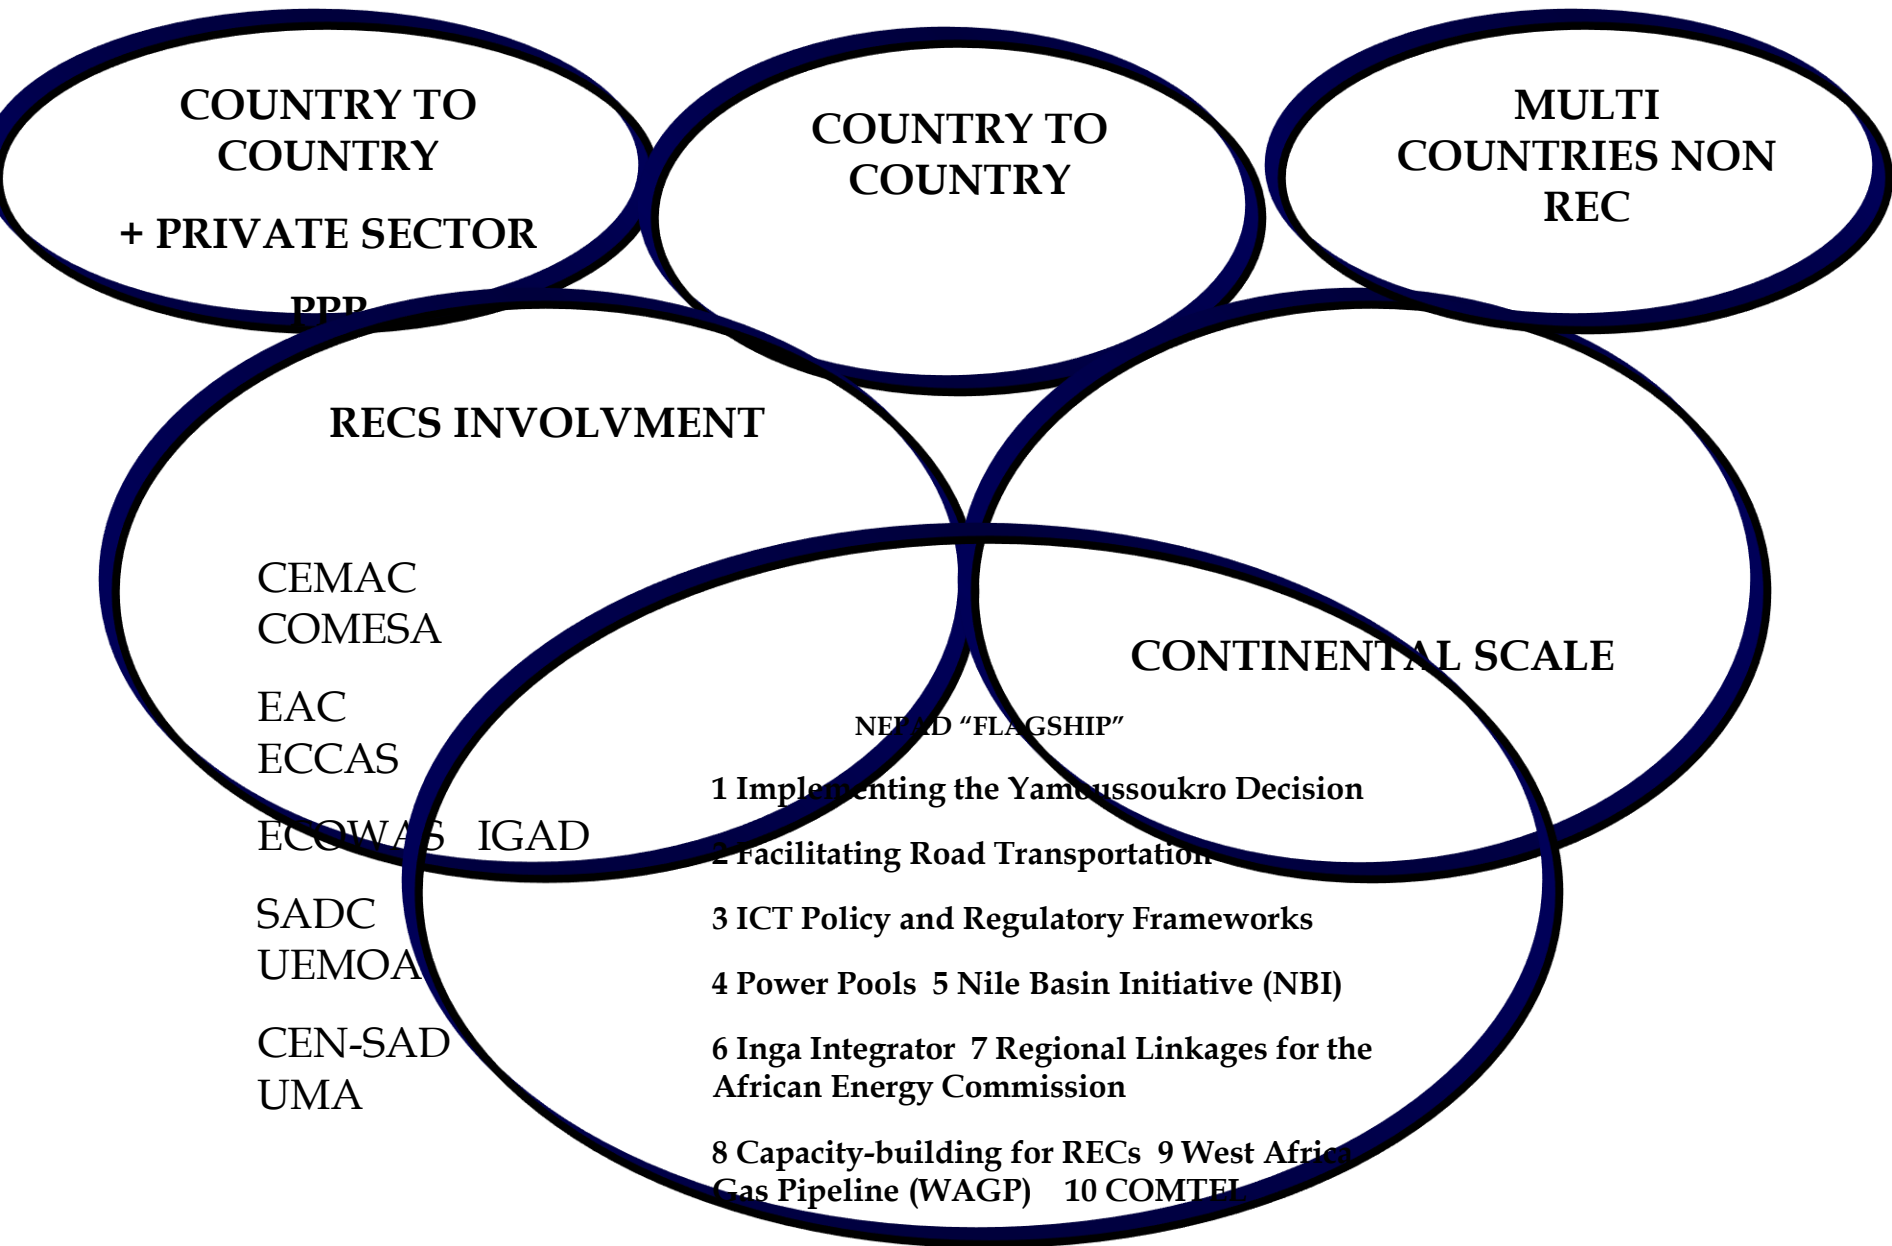 COUNTRY TO
COUNTRY
+ PRIVATE SECTOR
PPP
COUNTRY TO
COUNTRY
MULTI
COUNTRIES NON
REC
RECS INVOLVMENT
CEMAC
COMESA
EAC
ECCAS
ECOWAS IGAD
SADC
UEMOA
CEN-SAD
UMA
CONTINENTAL SCALE
NEPAD “FLAGSHIP”
1 Implementing the Yamoussoukro Decision
2 Facilitating Road Transportation
3 ICT Policy and Regulatory Frameworks
4 Power Pools 5 Nile Basin Initiative (NBI)
6 Inga Integrator 7 Regional Linkages for the
African Energy Commission
8 Capacity-building for RECs 9 West Africa
Gas Pipeline (WAGP) 10 COMTEL